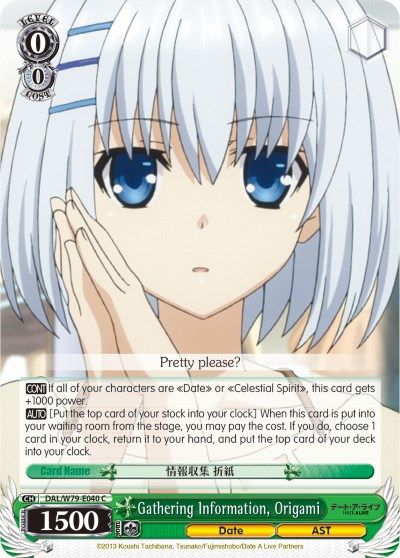 LEVEL
0
0
COST
Pretty please?
CONT If all of your characters are «Date» or «Celestial Spirit», this card gets
+1000 power.
AUTO [Put the top card of your stock into your clock] When this card is put into
your waiting room from the stage, you may pay the cost. If you do, choose 1
card in your clock, return it to your hand, and put the top card of your deck
into your clock.
Card Name 情報収集 折紙
CH DAL/W79-E040 C
1500
POWER
Gathering Information, Origami
デート・ア・ライブ
DATE A LIVE
Date
AST
©2013 Koushi Tachibana, Tsunako/Fujimishobo/Date A Live Partners